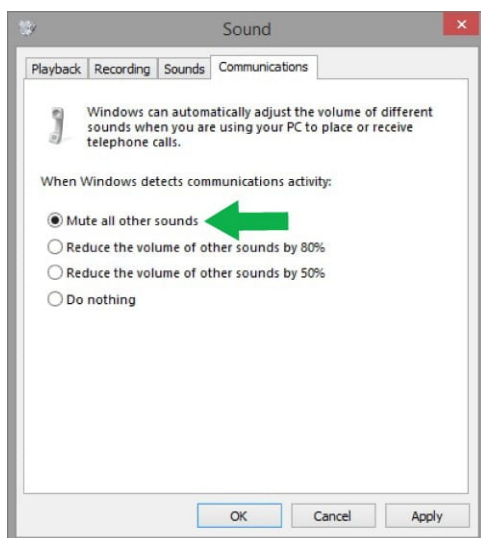 Sound
Playback Recording Sounds Communications
Windows can automatically adjust the volume of different
sounds when you are using your PC to place or receive
telephone calls.
When Windows detects communications activity:
Mute all other sounds
Reduce the volume of other sounds by 80%
Reduce the volume of other sounds by 50%
Do nothing
OK Cancel Apply